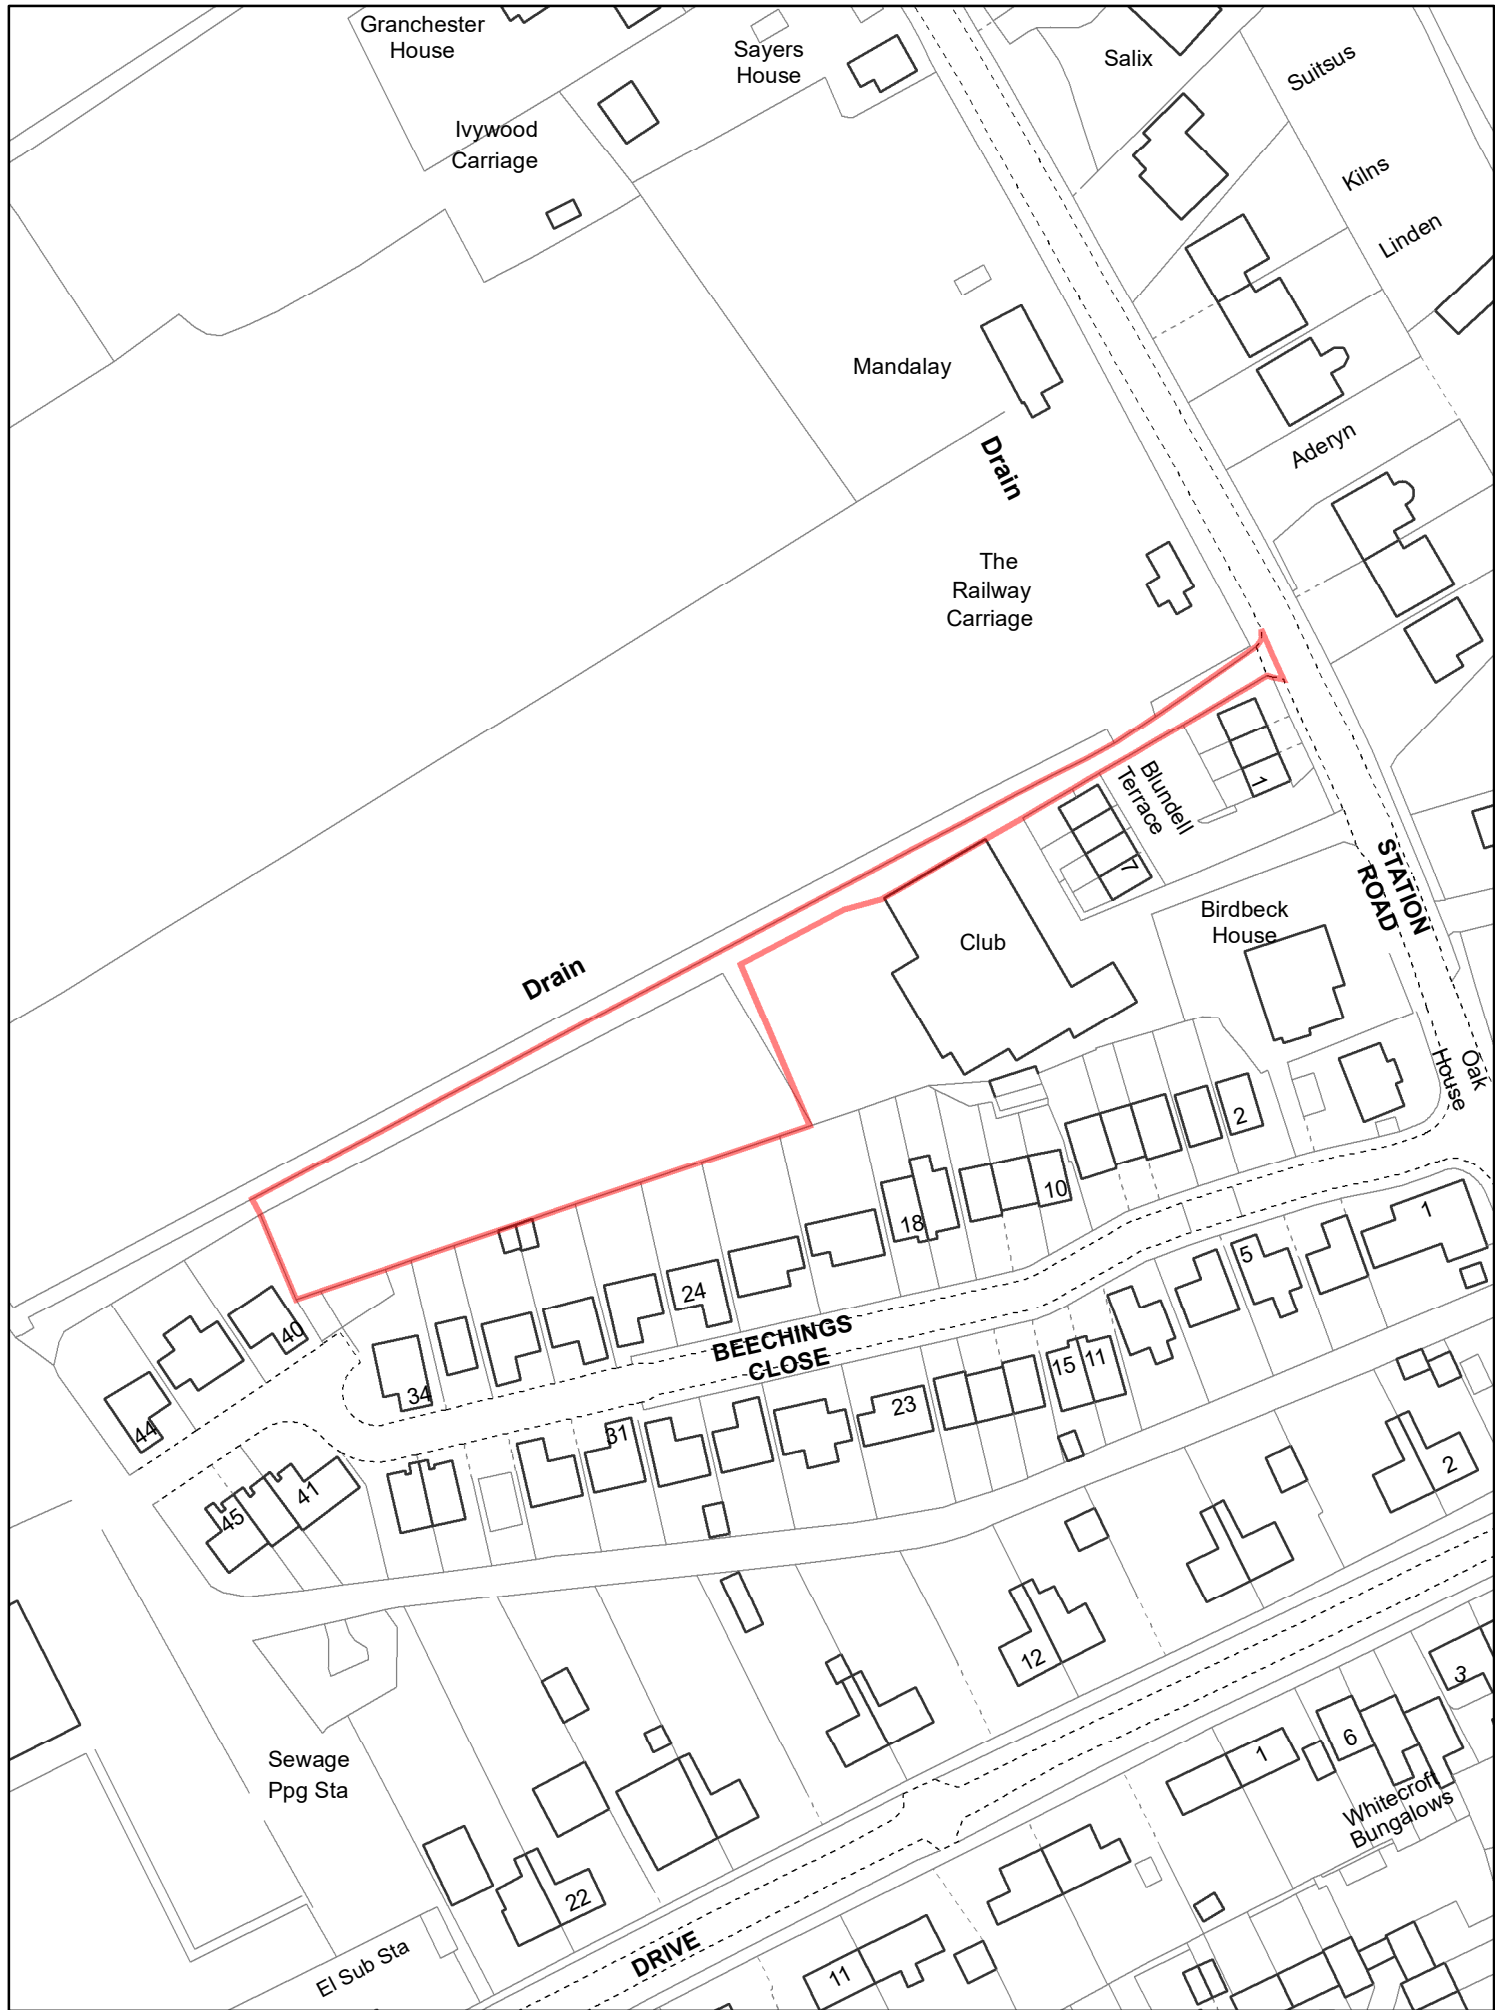 Granchester
House
Sayers
House
Salix
Suitsus
Ivywood
Carriage
Kilns
Linden
Mandalay
Drain
Aderyn
The
Railway
Carriage
1
Blundell
Terrace
7
STATION
ROAD
Birdbeck
House
Club
Drain
Oak
House
2
10
18
1
5
24
40
BEECHINGS
CLOSE
15
11
34
23
31
44
41
45
2
12
3
6
1
Sewage
Ppg Sta
Whitecroft
Bungalows
22
DRIVE
El Sub Sta
11